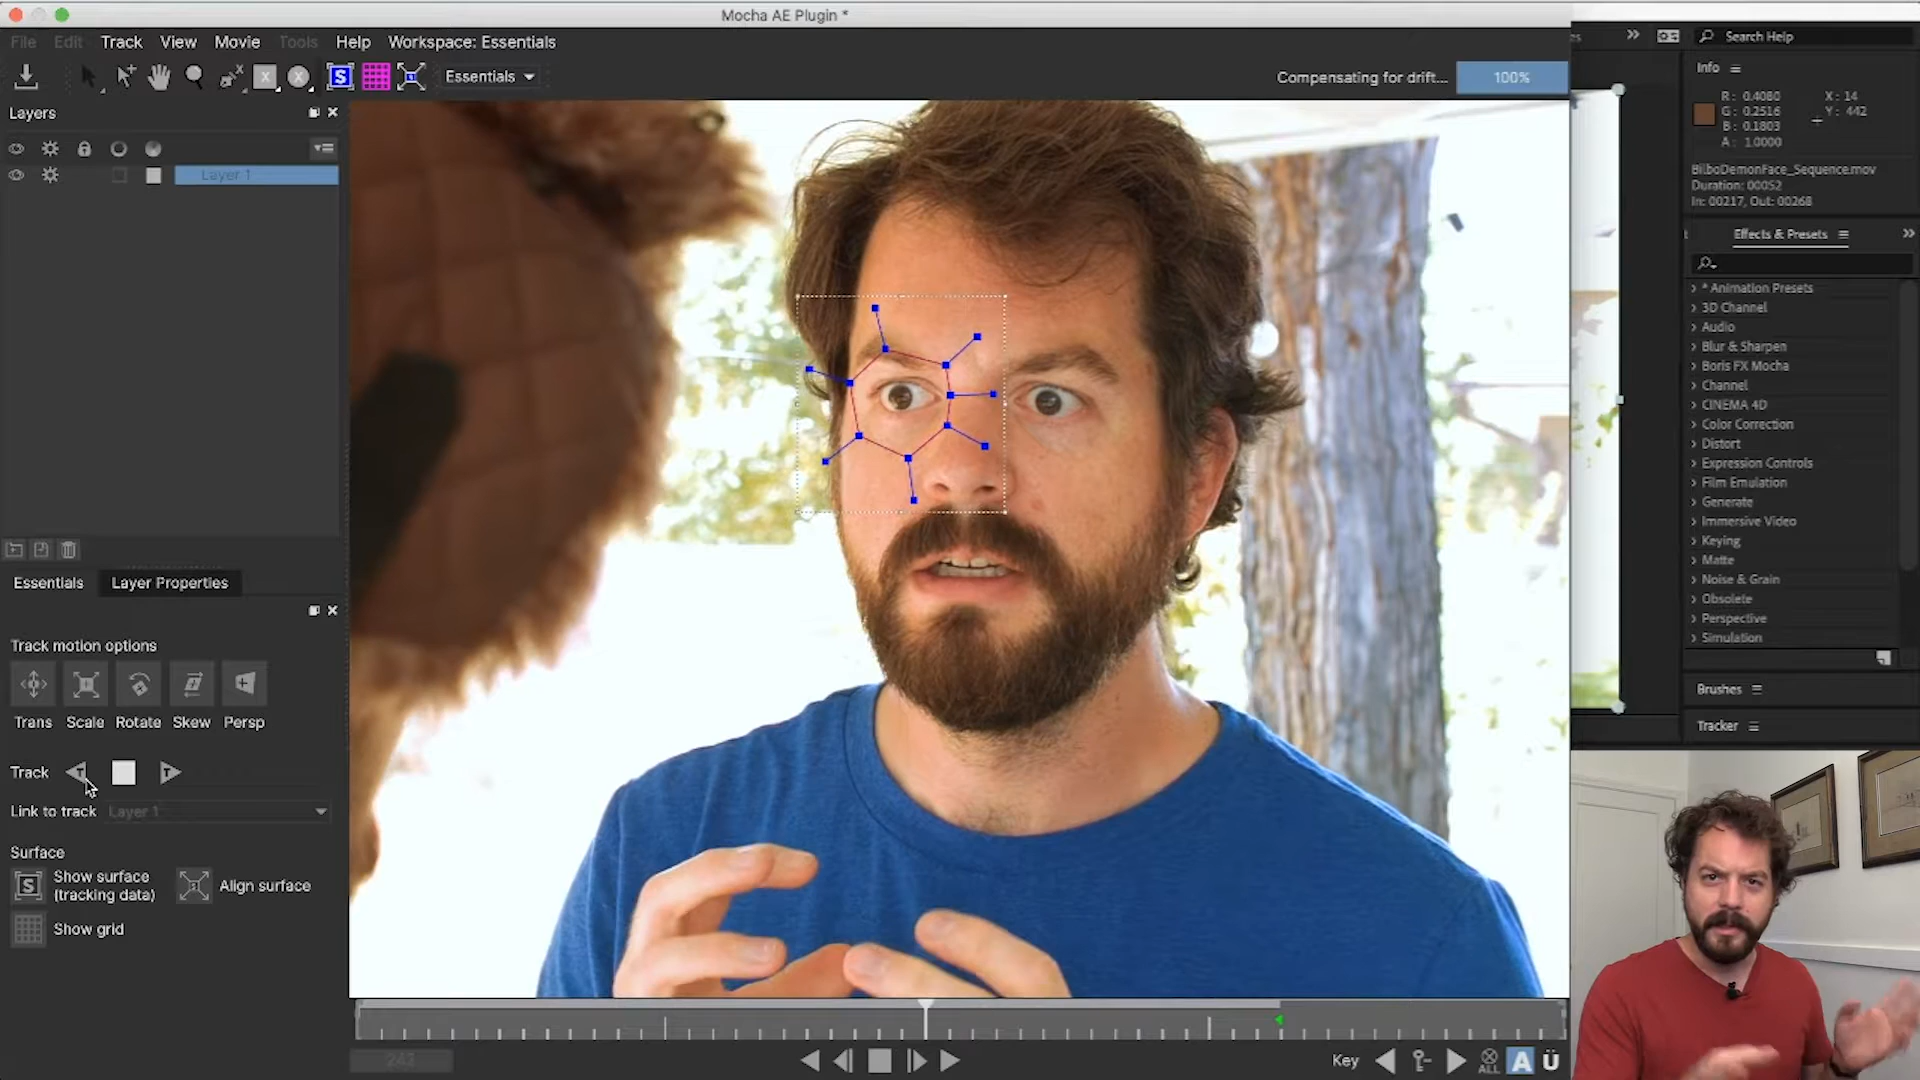 Mocha AE Plugin *
File Edit Track View Movie Tools Help Workspace: Essentials
S Essentials Compensating for drift... 100%
Layers
Layer 1
Essentials Layer Properties
Track motion options
Trans Scale Rotate Skew Persp
Track T T
Link to track Layer 1
Surface
S Show surface
(tracking data) Align surface
Show grid
242
Key ALL A Ü
Search Help
Info
R: 0.4080 X: 14
G: 0.2516 Y: 442
B: 0.1803
A: 1.0000
BilboDemonFace_Sequence.mov
Duration: 00052
In: 00217, Out: 00268
Effects & Presets
* Animation Presets
3D Channel
Audio
Blur & Sharpen
Boris FX Mocha
Channel
CINEMA 4D
Color Correction
Distort
Expression Controls
Film Emulation
Generate
Immersive Video
Keying
Matte
Noise & Grain
Obsolete
Perspective
Simulation
Brushes
Tracker